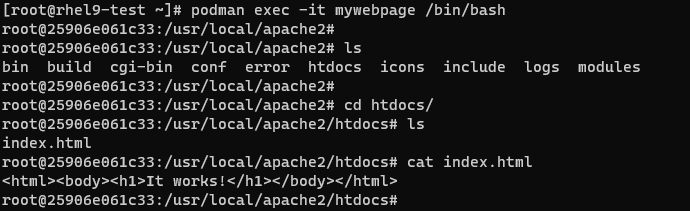 [root@rhel9-test ~]# podman exec -it mywebpage /bin/bash
root@25906e061c33:/usr/local/apache2#
root@25906e061c33:/usr/local/apache2# ls
bin  build  cgi-bin  conf  error  htdocs  icons  include  logs  modules
root@25906e061c33:/usr/local/apache2#
root@25906e061c33:/usr/local/apache2# cd htdocs/
root@25906e061c33:/usr/local/apache2/htdocs# ls
index.html
root@25906e061c33:/usr/local/apache2/htdocs# cat index.html
<html><body><h1>It works!</h1></body></html>
root@25906e061c33:/usr/local/apache2/htdocs#